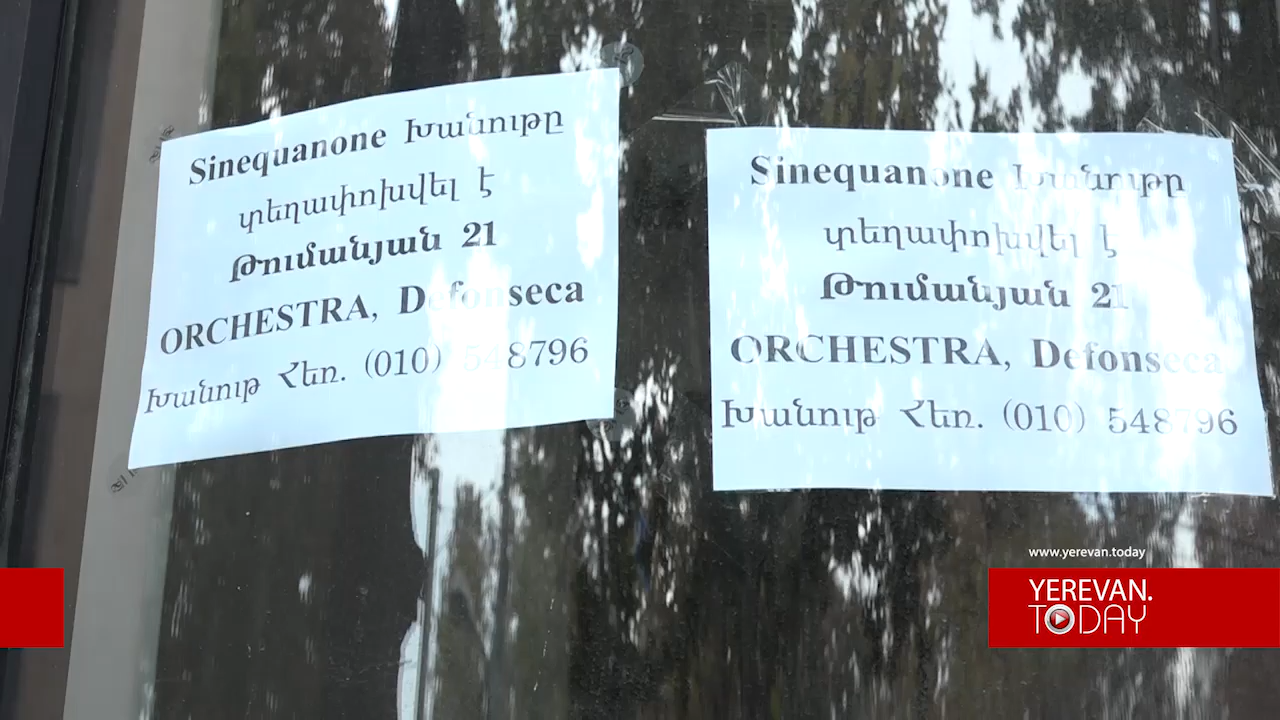 Sinequanone Խանութը
տեղափոխվել է
Թումանյան 21
ORCHESTRA, Defonseca
Խանութ Հեռ. (010) 548796
Sinequanone Խանութը
տեղափոխվել է
Թումանյան 21
ORCHESTRA, Defonseca
Խանութ Հեռ. (010) 548796
www.yerevan.today
YEREVAN.
TODAY